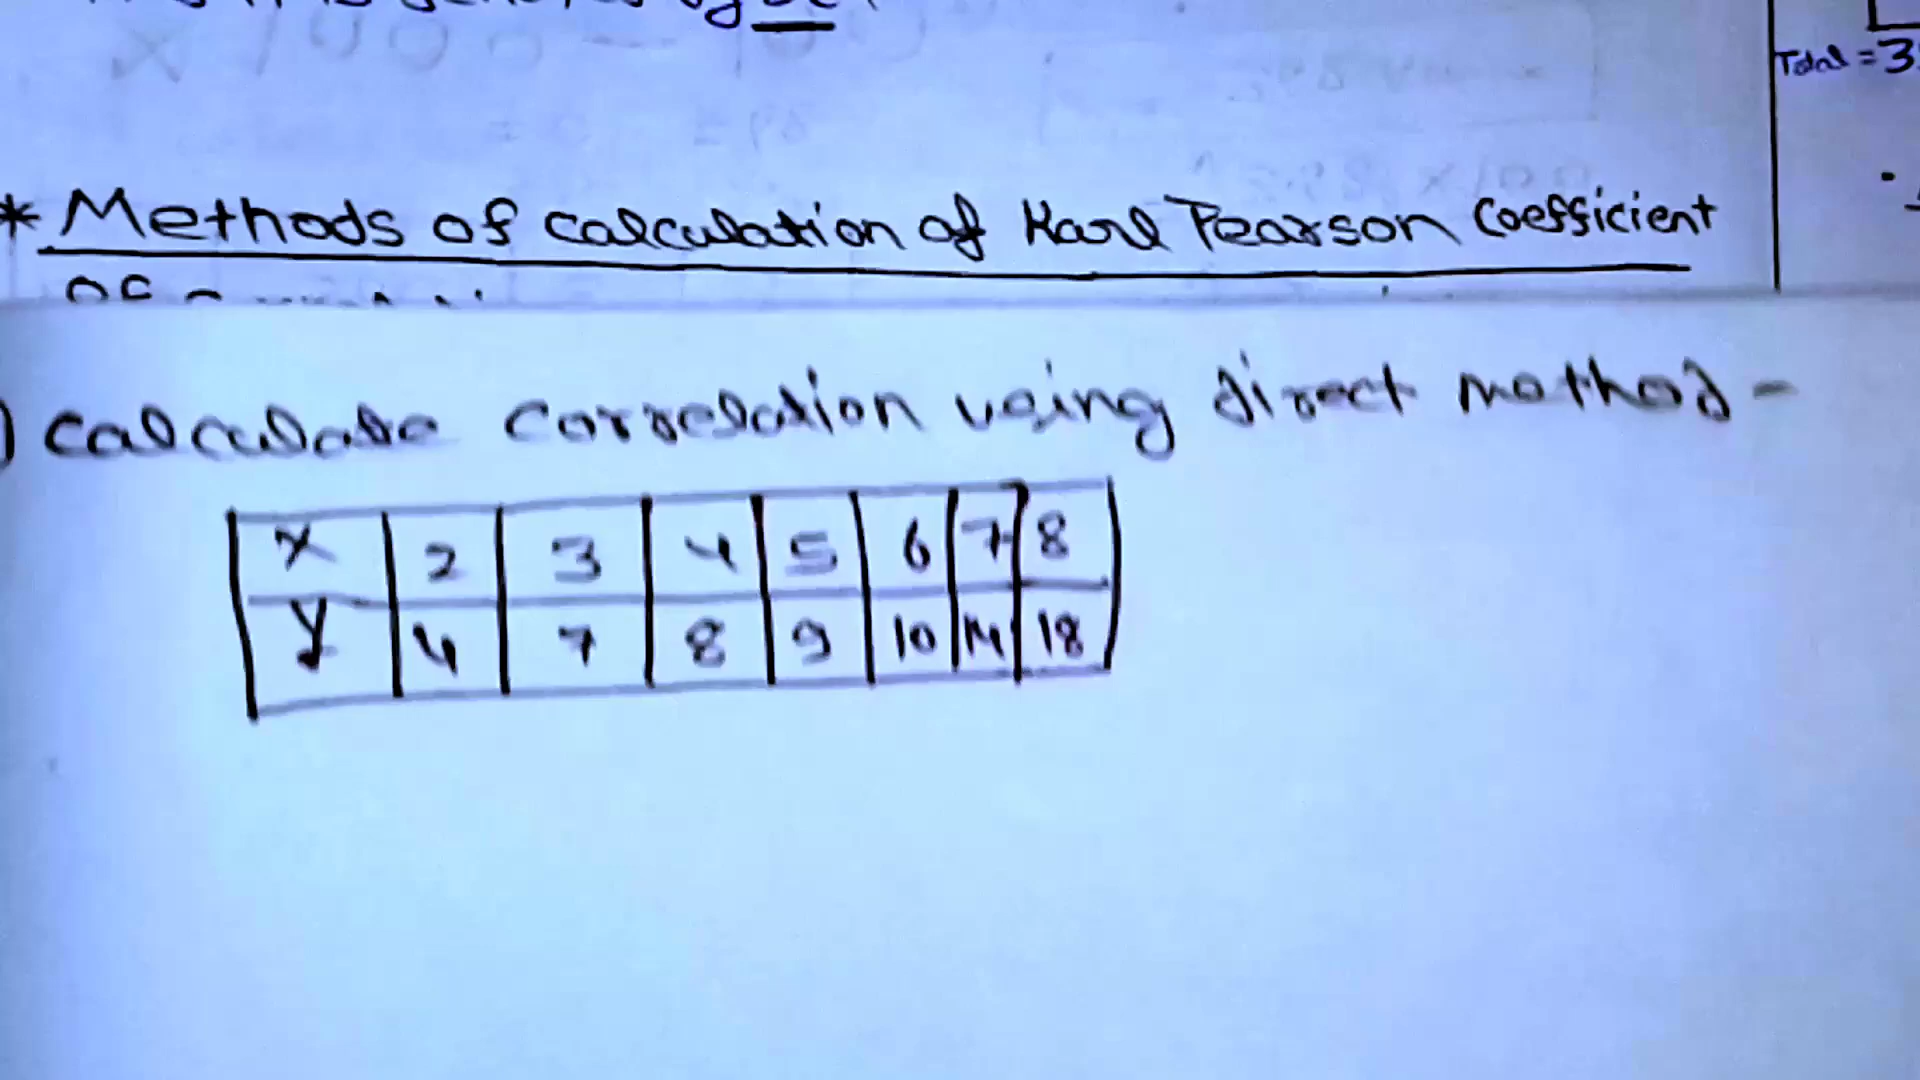 Total = 3
* Methods of calculation of Karl Pearson Coefficient
) Calculate correlation using direct method -
X 2 3 4 5 6 7 8
Y 4 7 8 9 10 14 18